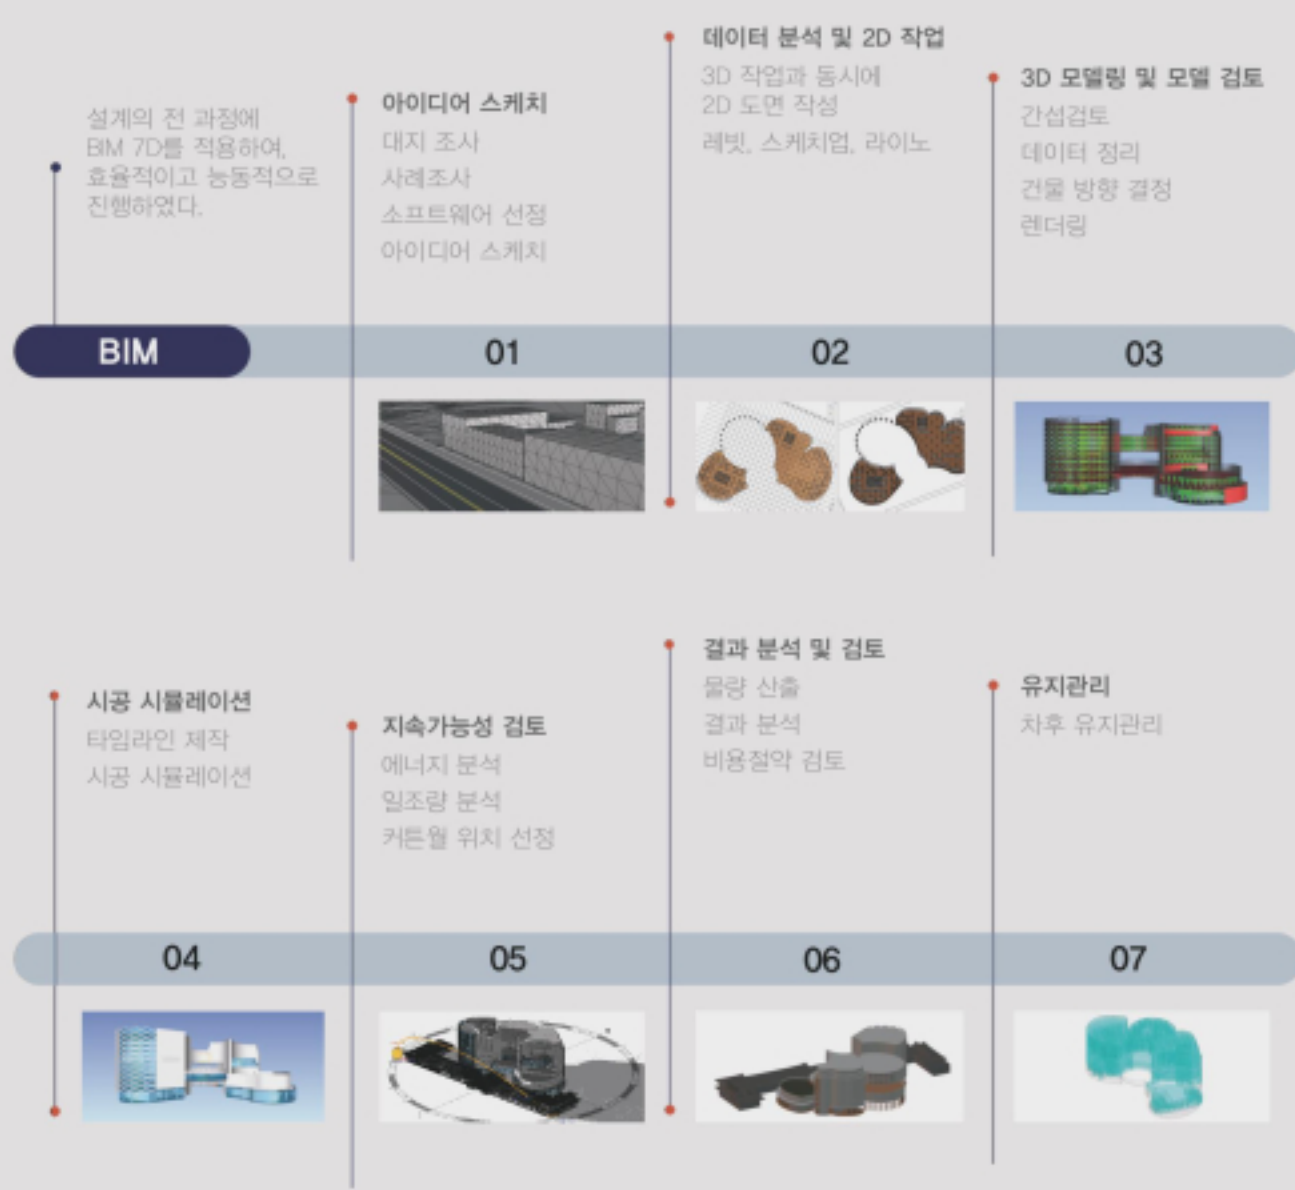 설계의 전 과정에
BIM 7D를 적용하여,
효율적이고 능동적으로
진행하였다.
BIM
아이디어 스케치
대지 조사
사례조사
소프트웨어 선정
아이디어 스케치
01
데이터 분석 및 2D 작업
3D 작업과 동시에
2D 도면 작성
레빗, 스케치업, 라이노
02
3D 모델링 및 모델 검토
간섭검토
데이터 정리
건물 방향 결정
렌더링
03
시공 시뮬레이션
타임라인 제작
시공 시뮬레이션
04
지속가능성 검토
에너지 분석
일조량 분석
커튼월 위치 선정
05
결과 분석 및 검토
물량 산출
결과 분석
비용절약 검토
06
유지관리
차후 유지관리
07